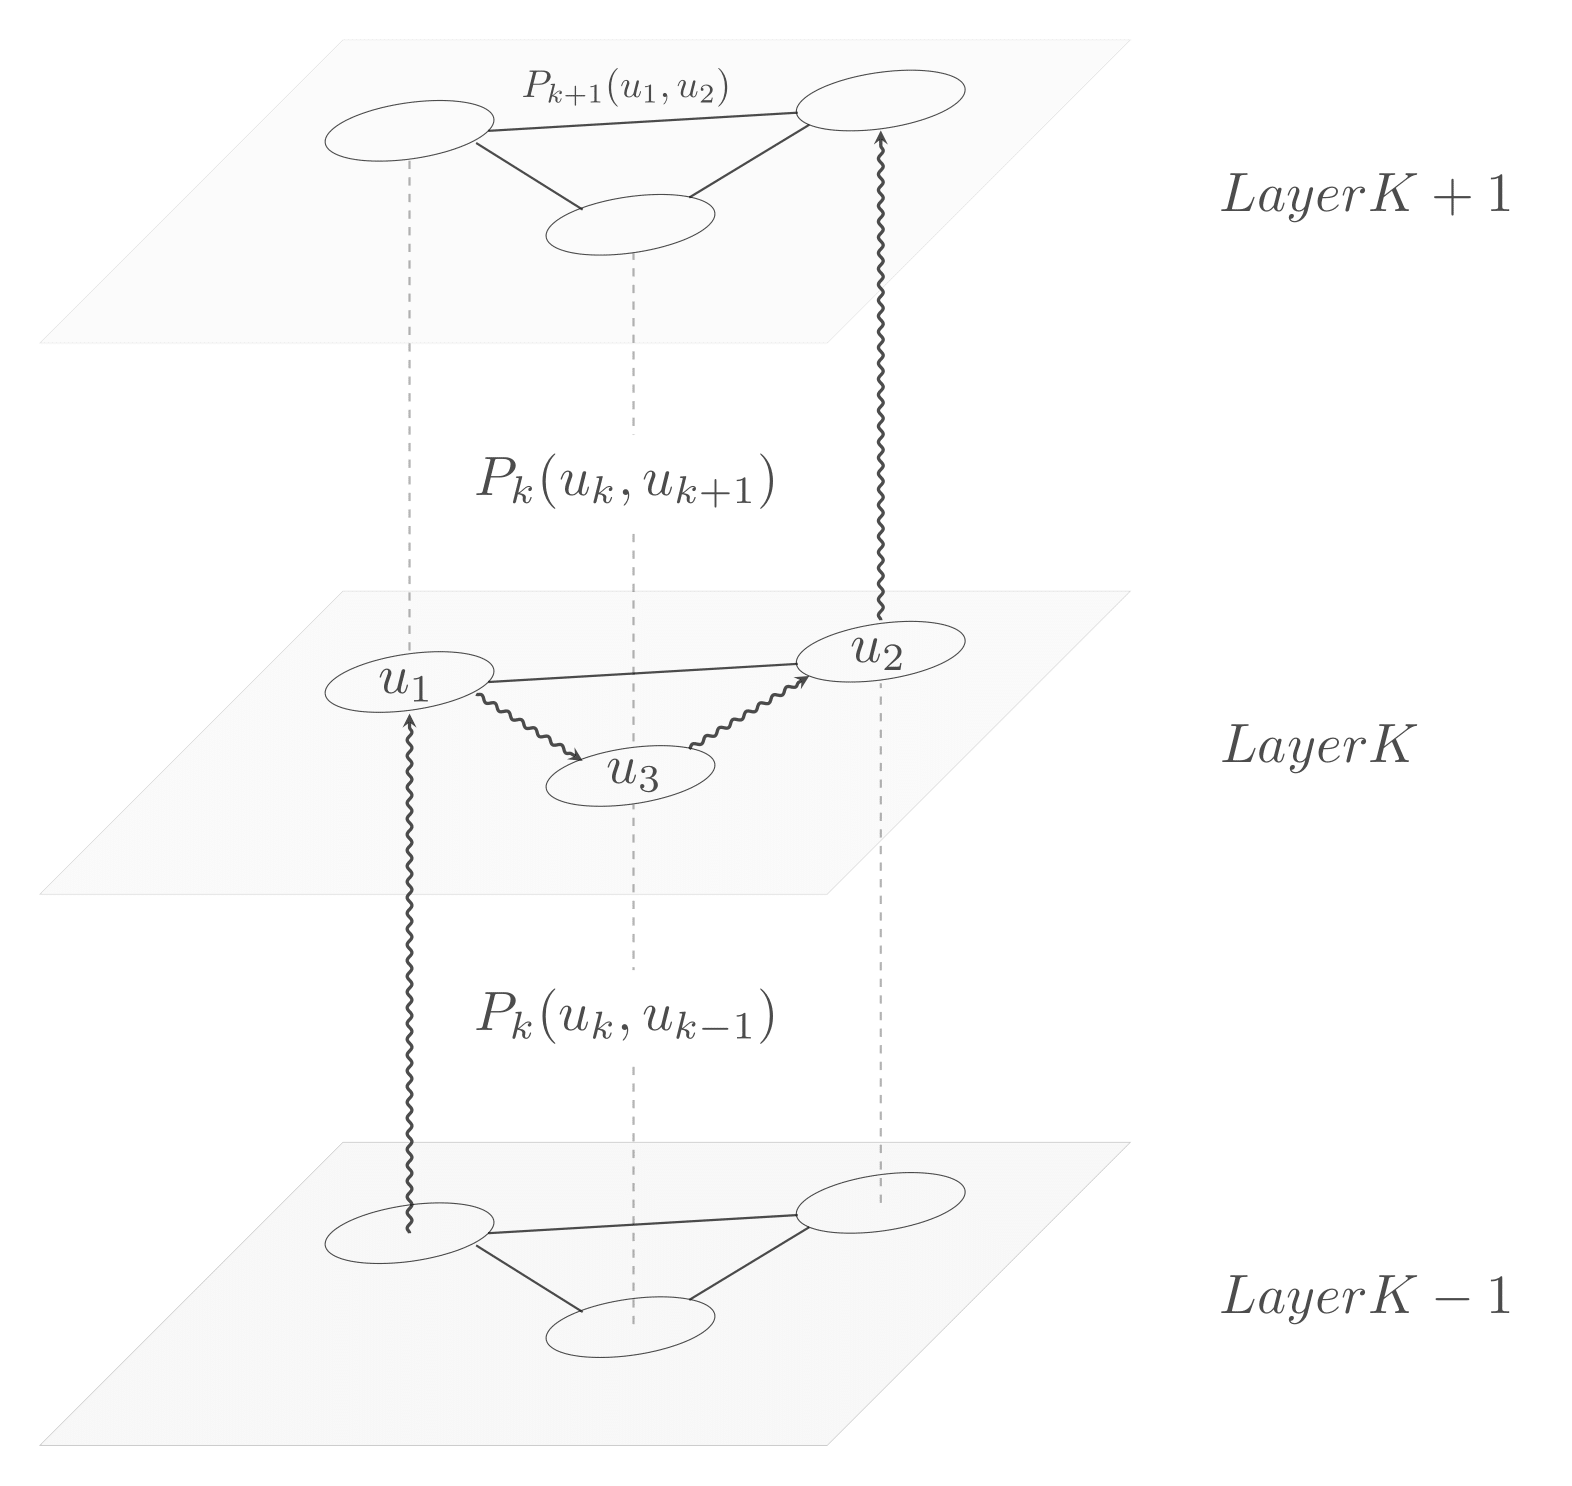 P_{k+1}(u_1, u_2)
Layer K + 1
P_k(u_k, u_{k+1})
u_1
u_2
u_3
Layer K
P_k(u_k, u_{k-1})
Layer K - 1